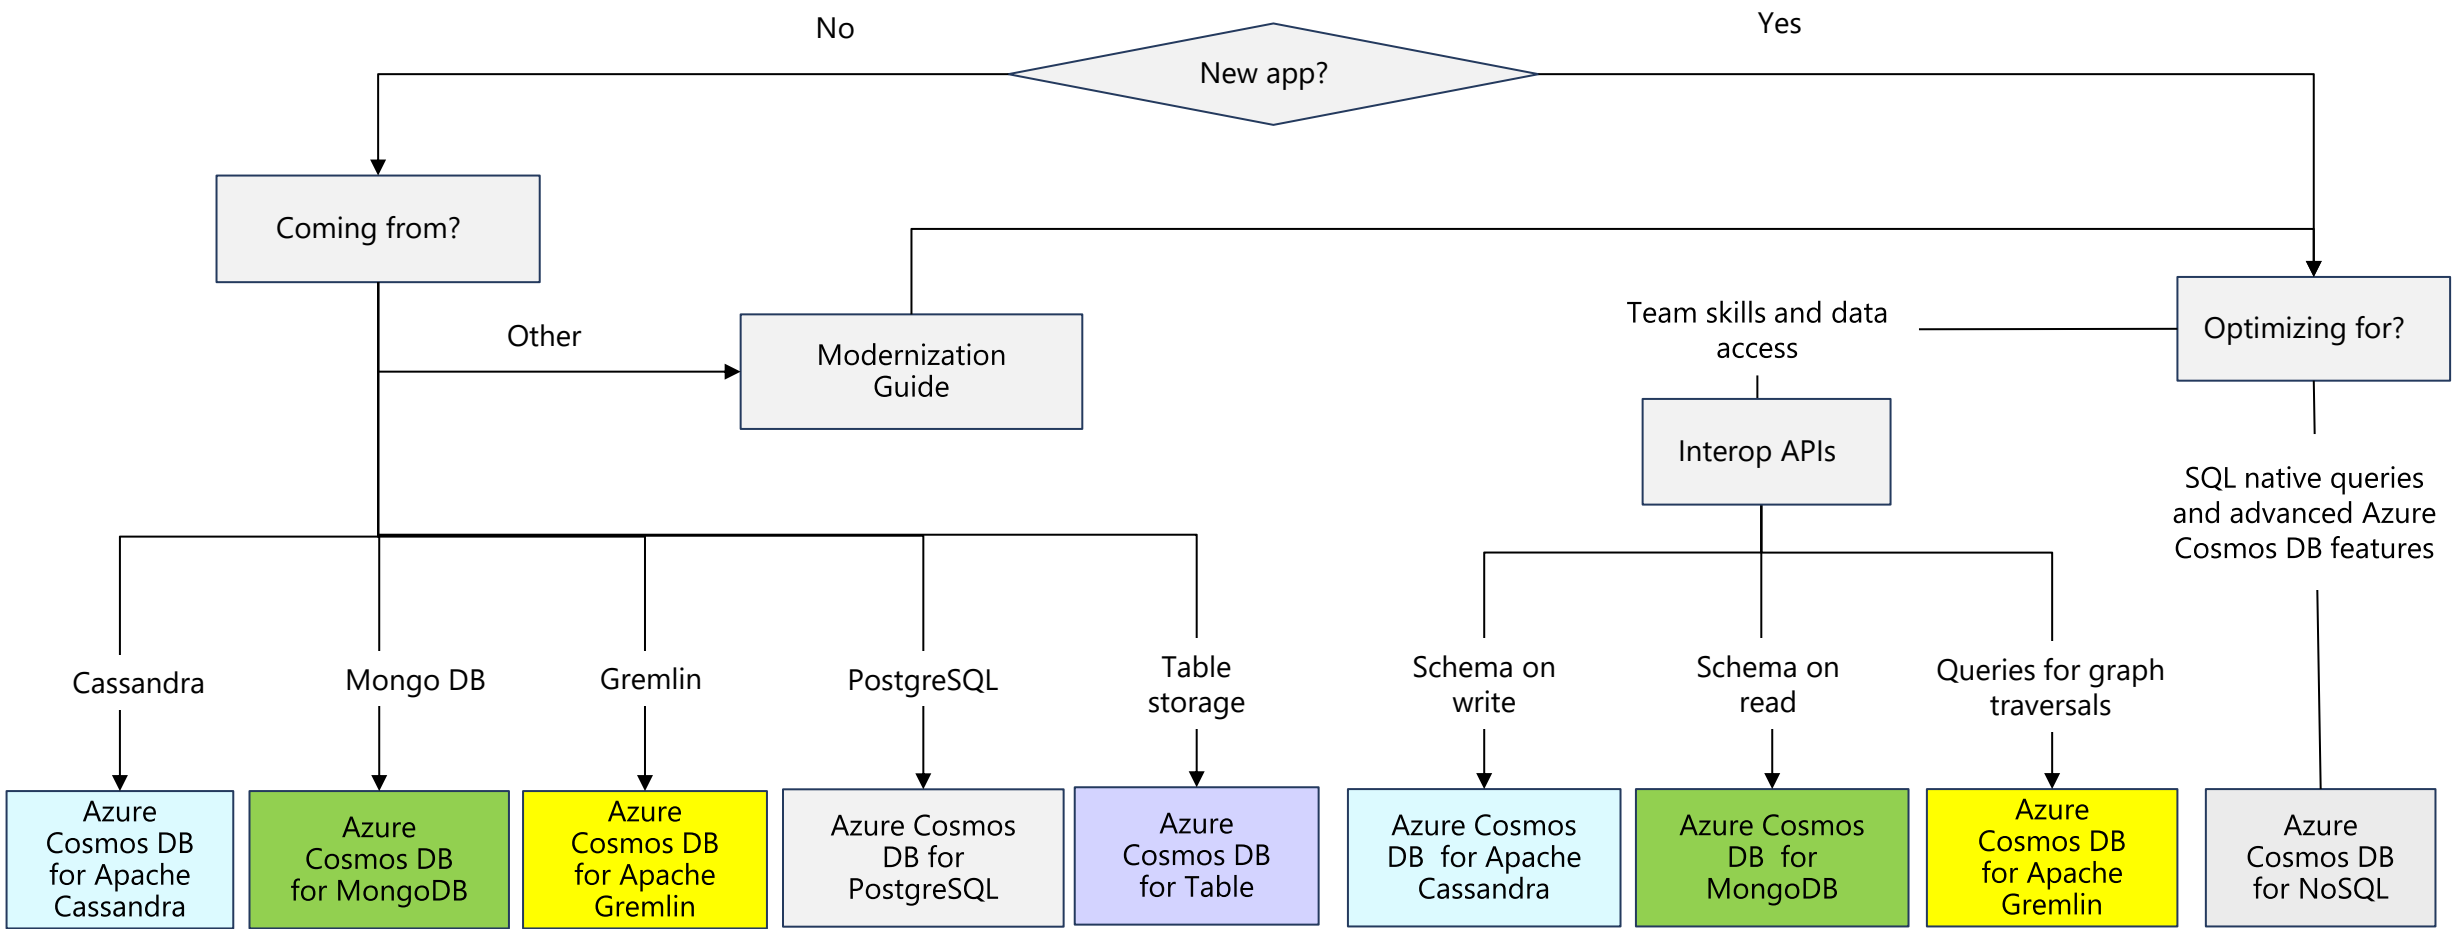 No
Yes
New app?
Coming from?
Other
Modernization
Guide
Team skills and data
access
Optimizing for?
Interop APIs
SQL native queries
and advanced Azure
Cosmos DB features
Cassandra
Mongo DB
Gremlin
PostgreSQL
Table
storage
Schema on
write
Schema on
read
Queries for graph
traversals
Azure
Cosmos DB
for Apache
Cassandra
Azure
Cosmos DB
for MongoDB
Azure
Cosmos DB
for Apache
Gremlin
Azure Cosmos
DB for
PostgreSQL
Azure
Cosmos DB
for Table
Azure Cosmos
DB for Apache
Cassandra
Azure Cosmos
DB for
MongoDB
Azure
Cosmos DB
for Apache
Gremlin
Azure
Cosmos DB
for NoSQL